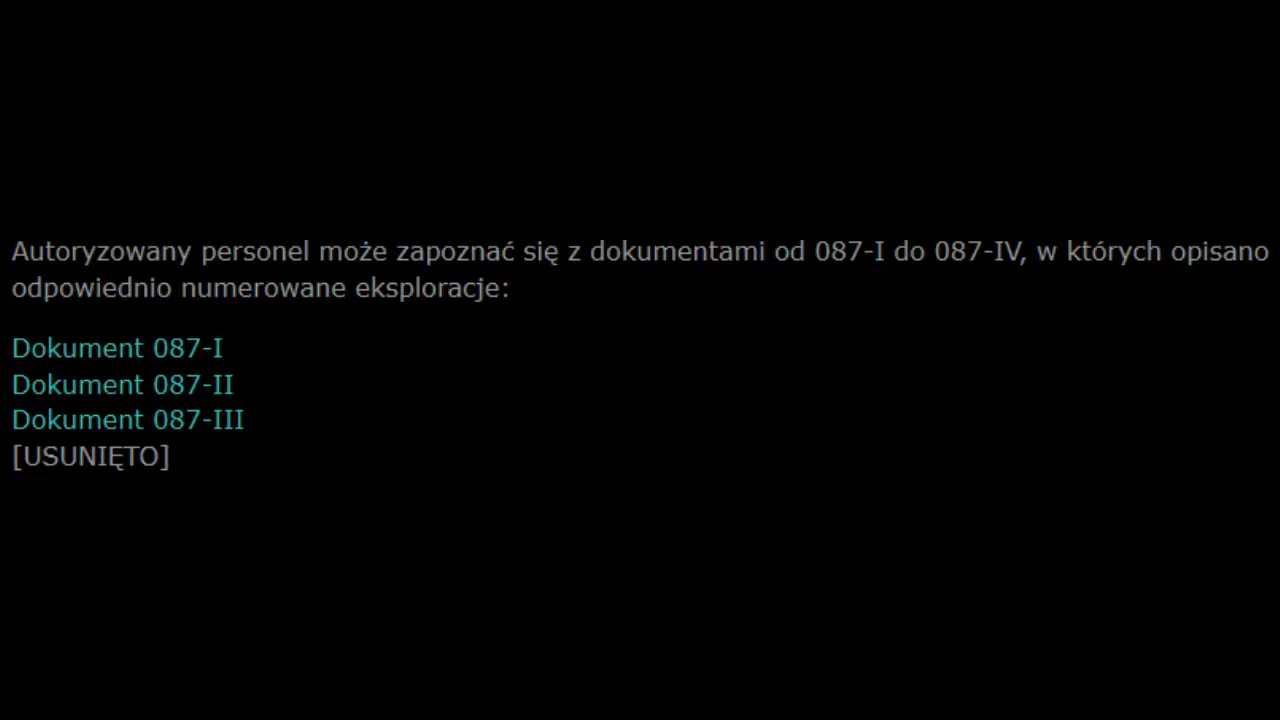 Autoryzowany personel może zapoznać się z dokumentami od 087-I do 087-IV, w których opisano
odpowiednio numerowane eksploracje:
Dokument 087-I
Dokument 087-II
Dokument 087-III
[USUNIĘTO]